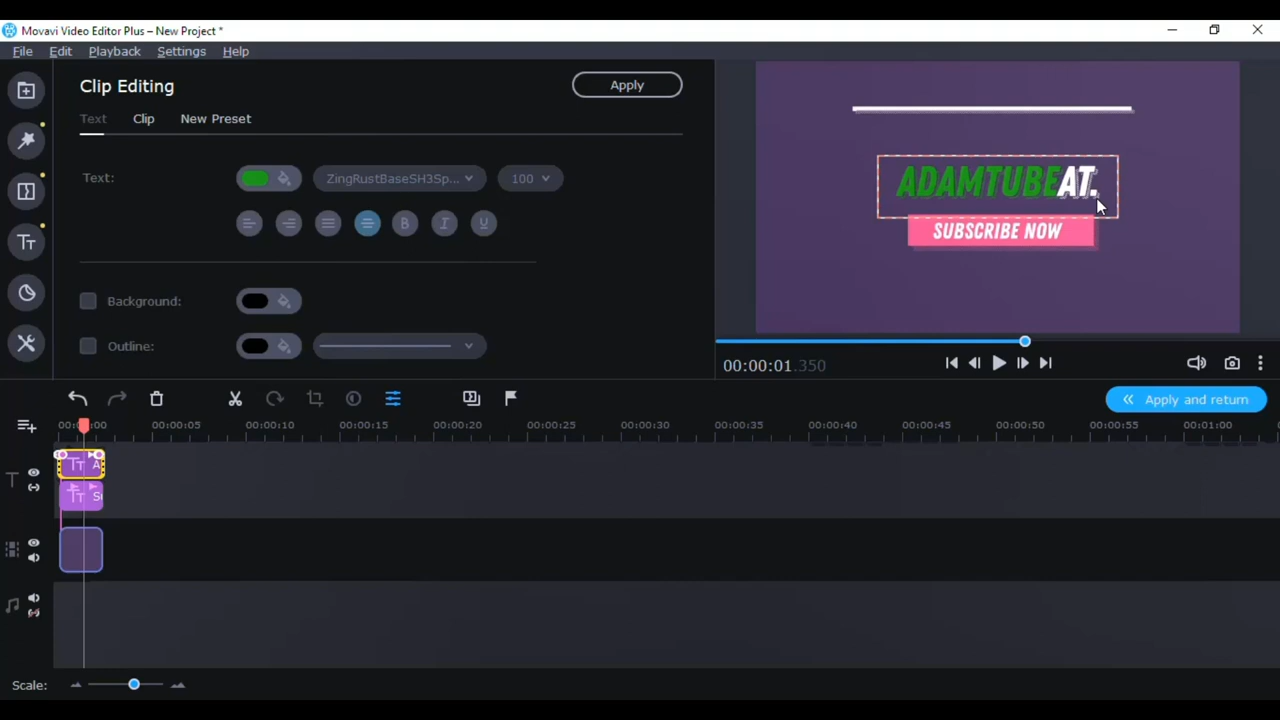 Movavi Video Editor Plus – New Project *
File Edit Playback Settings Help
Clip Editing
Apply
Text Clip New Preset
Text:
ZingRustBaseSH3Sp...
100
B I U
Background:
Outline:
ADAMTUBEAT.
SUBSCRIBE NOW
00:00:01.350
Apply and return
00:00:05 00:00:10 00:00:15 00:00:20 00:00:25 00:00:30 00:00:35 00:00:40 00:00:45 00:00:50 00:00:55 00:01:00
Tt A
Tt
Scale: